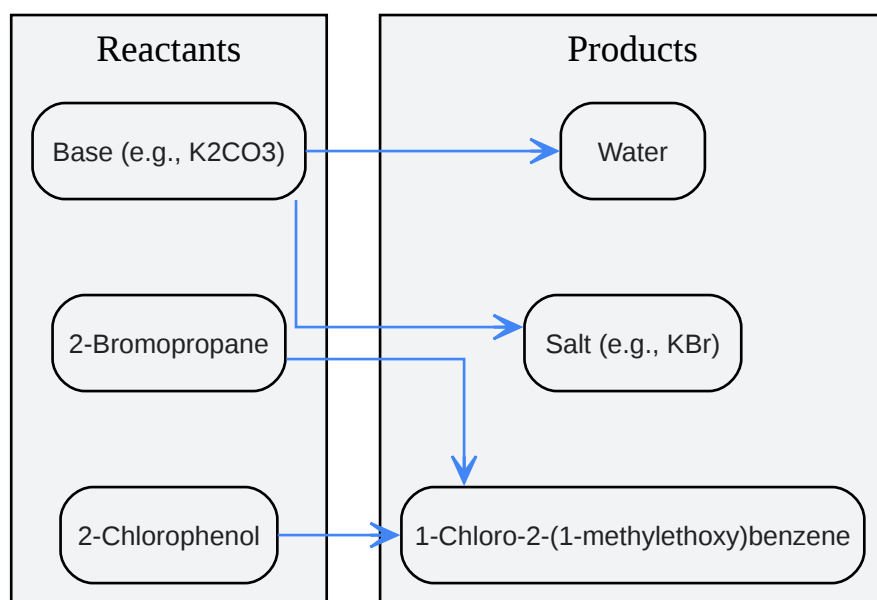 Reactants
Products
Base (e.g., K2CO3)
Water
2-Bromopropane
Salt (e.g., KBr)
2-Chlorophenol
1-Chloro-2-(1-methylethoxy)benzene